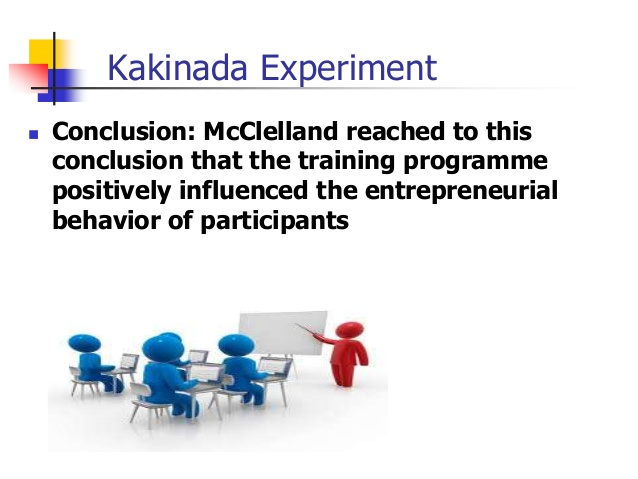 Kakinada Experiment
Conclusion: McClelland reached to this
conclusion that the training programme
positively influenced the entrepreneurial
behavior of participants